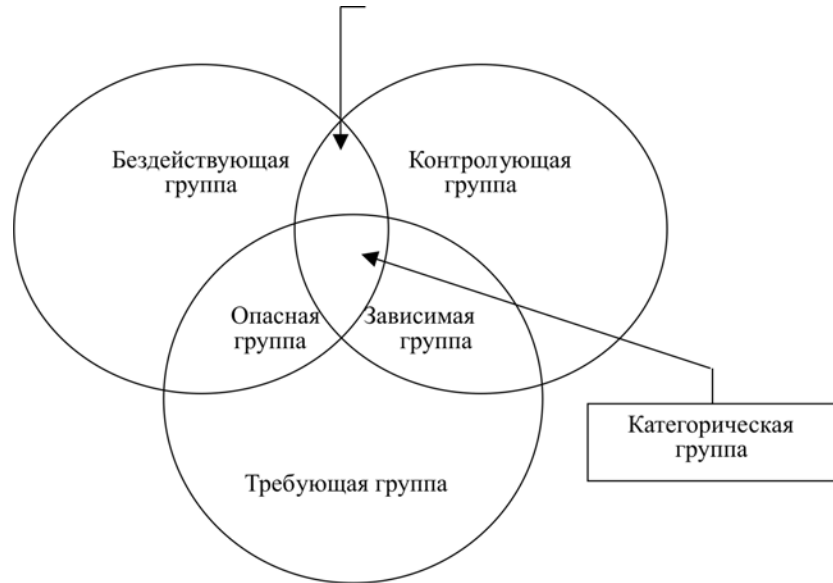 Бездействующая
группа
Контролующая
группа
Опасная
группа
Зависимая
группа
Категорическая
группа
Требующая группа